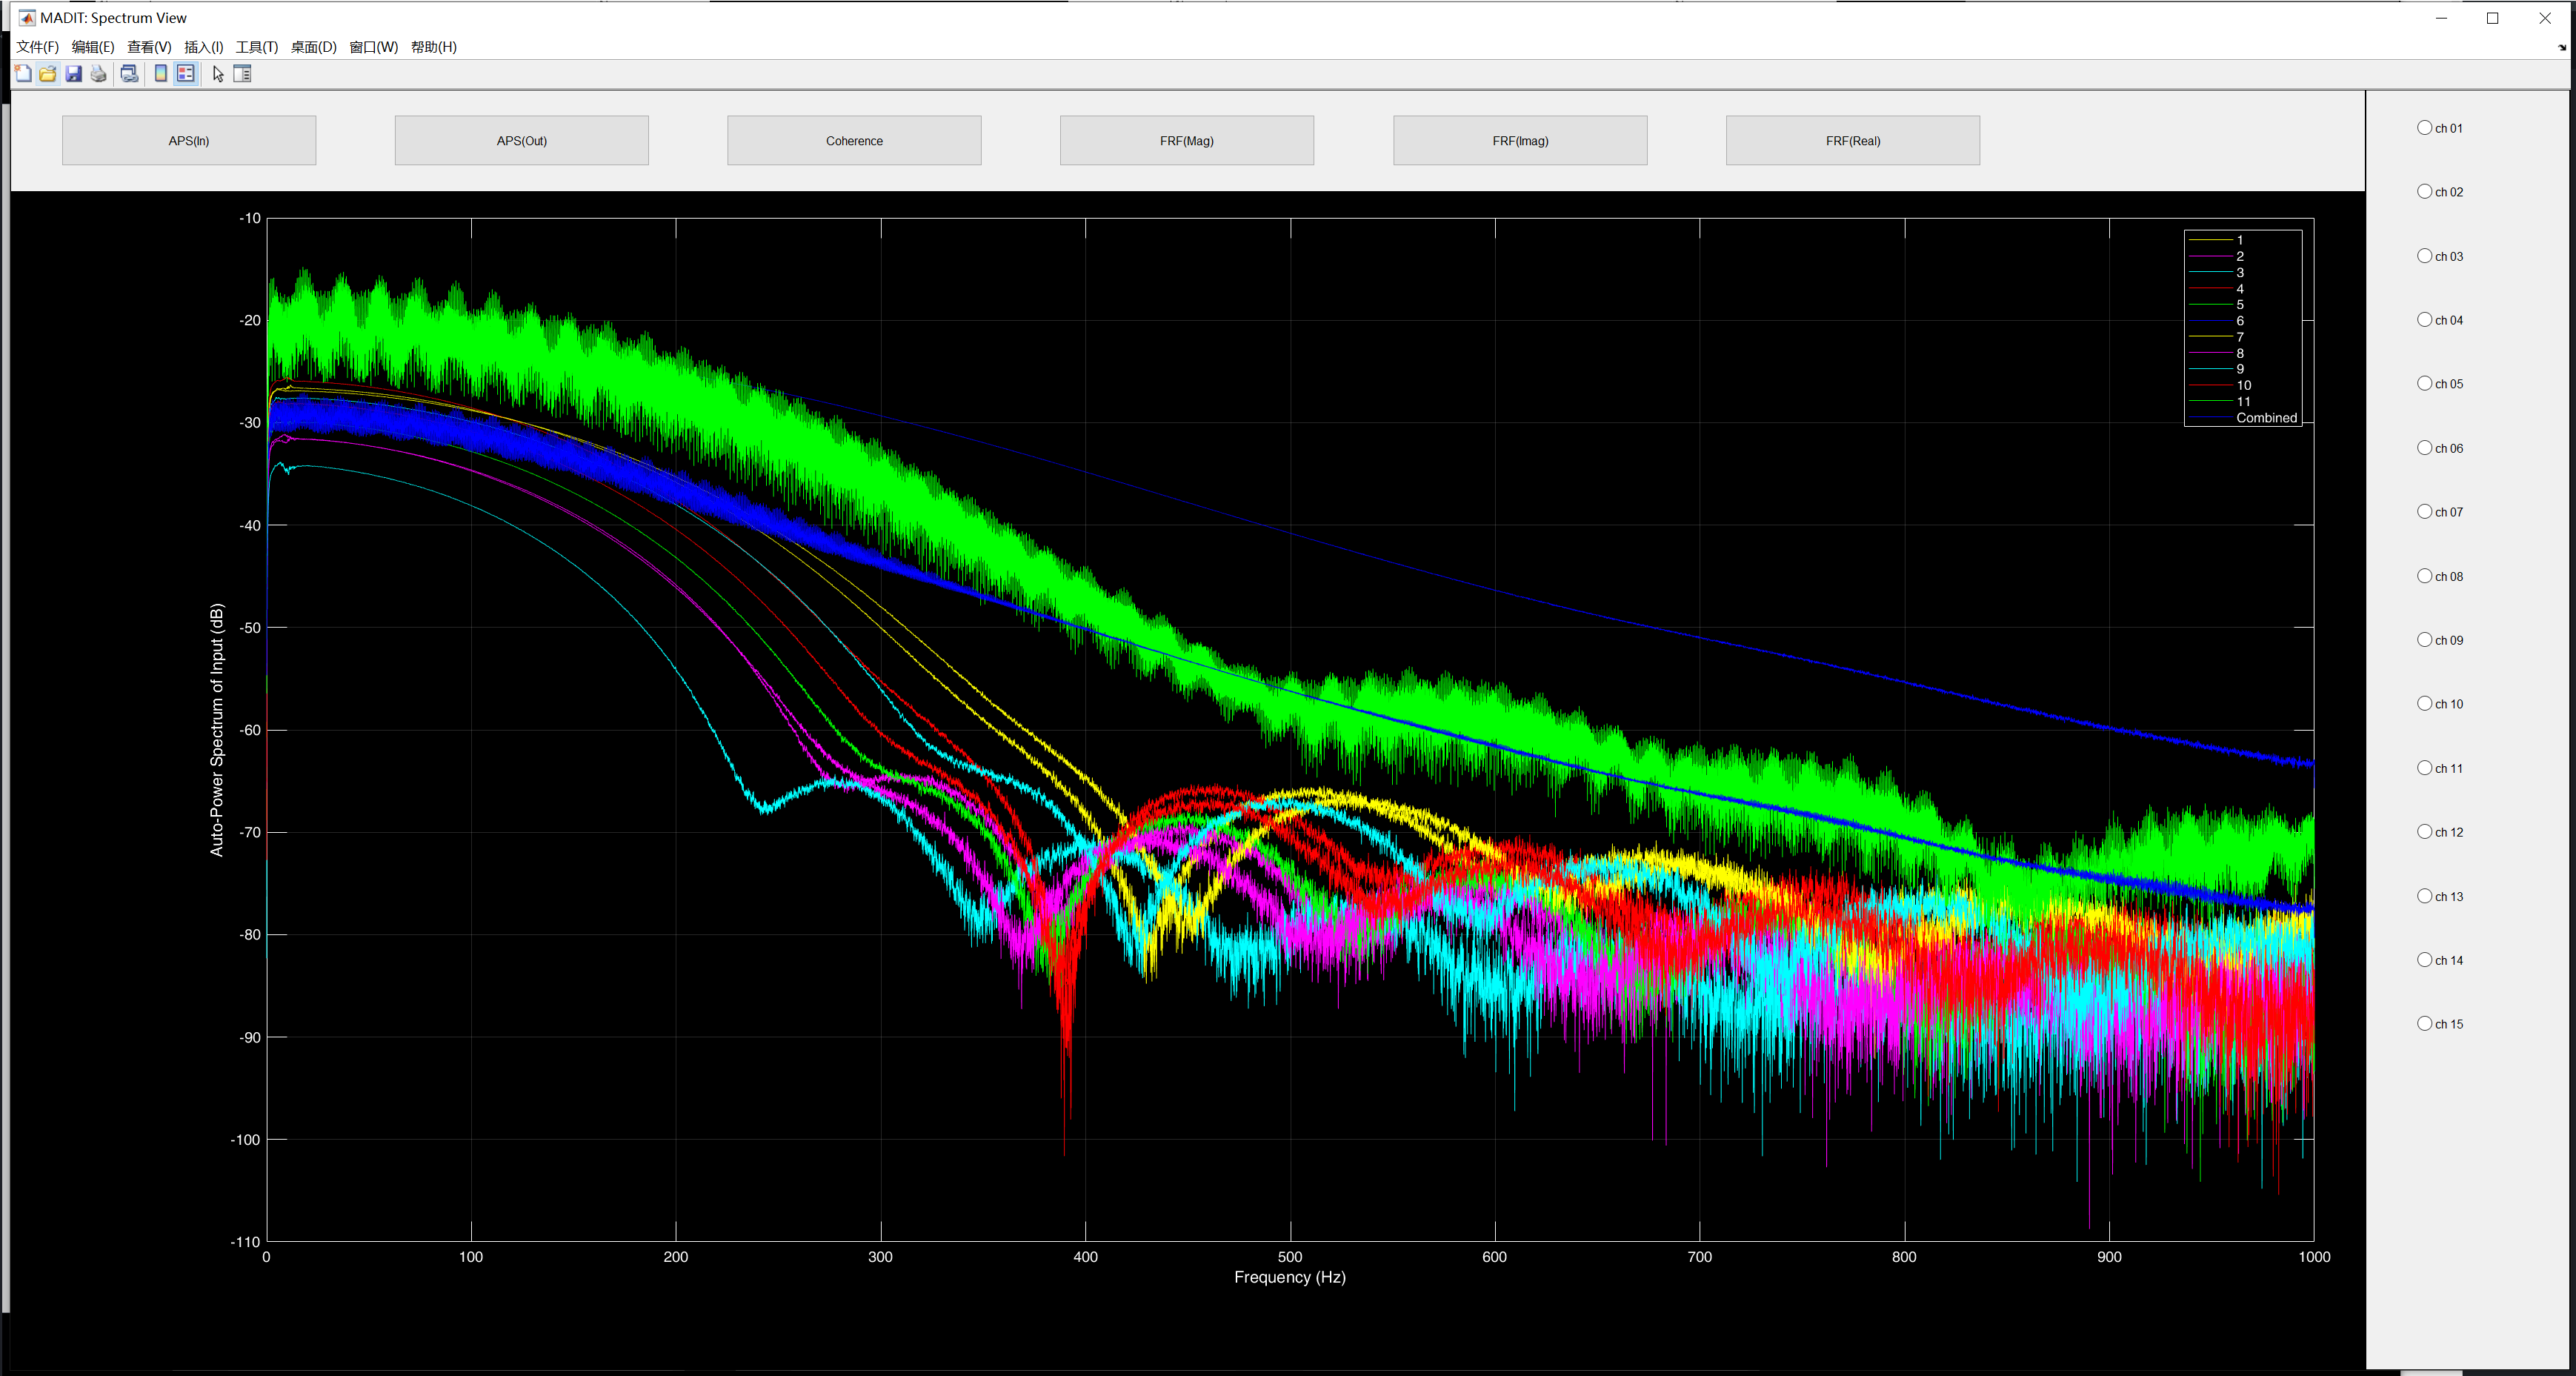 MADIT: Spectrum View
文件(F) 编辑(E) 查看(V) 插入(I) 工具(T) 桌面(D) 窗口(W) 帮助(H)
APS(In) APS(Out) Coherence FRF(Mag) FRF(Imag) FRF(Real)
ch 01
ch 02
ch 03
ch 04
ch 05
ch 06
ch 07
ch 08
ch 09
ch 10
ch 11
ch 12
ch 13
ch 14
ch 15
1
2
3
4
5
6
7
8
9
10
11
Combined
Auto-Power Spectrum of Input (dB)
-10
-20
-30
-40
-50
-60
-70
-80
-90
-100
-110
0 100 200 300 400 500 600 700 800 900 1000
Frequency (Hz)